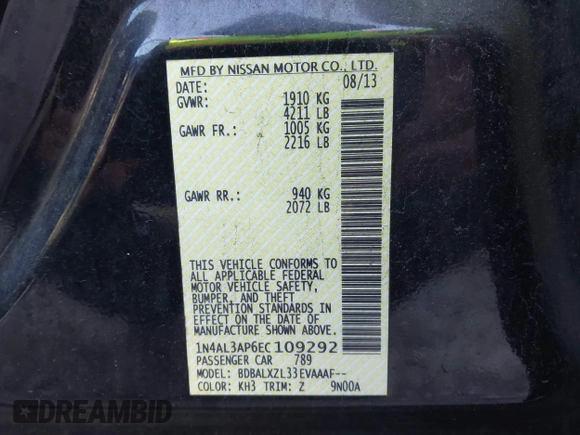 MFD BY NISSAN MOTOR CO., LTD.
DATE: 08/13
GVWR: 1910 KG
4211 LB
GAWR FR.: 1005 KG
2216 LB
GAWR RR.: 940 KG
2072 LB
THIS VEHICLE CONFORMS TO
ALL APPLICABLE FEDERAL
MOTOR VEHICLE SAFETY,
BUMPER, AND THEFT
PREVENTION STANDARDS IN
EFFECT ON THE DATE OF
MANUFACTURE SHOWN ABOVE.
1N4AL3AP6EC109292
PASSENGER CAR 789
MODEL: BDBALXZL33EVAAAF--
COLOR: KH3 TRIM: Z 9N00A
©2024 BidFax.info